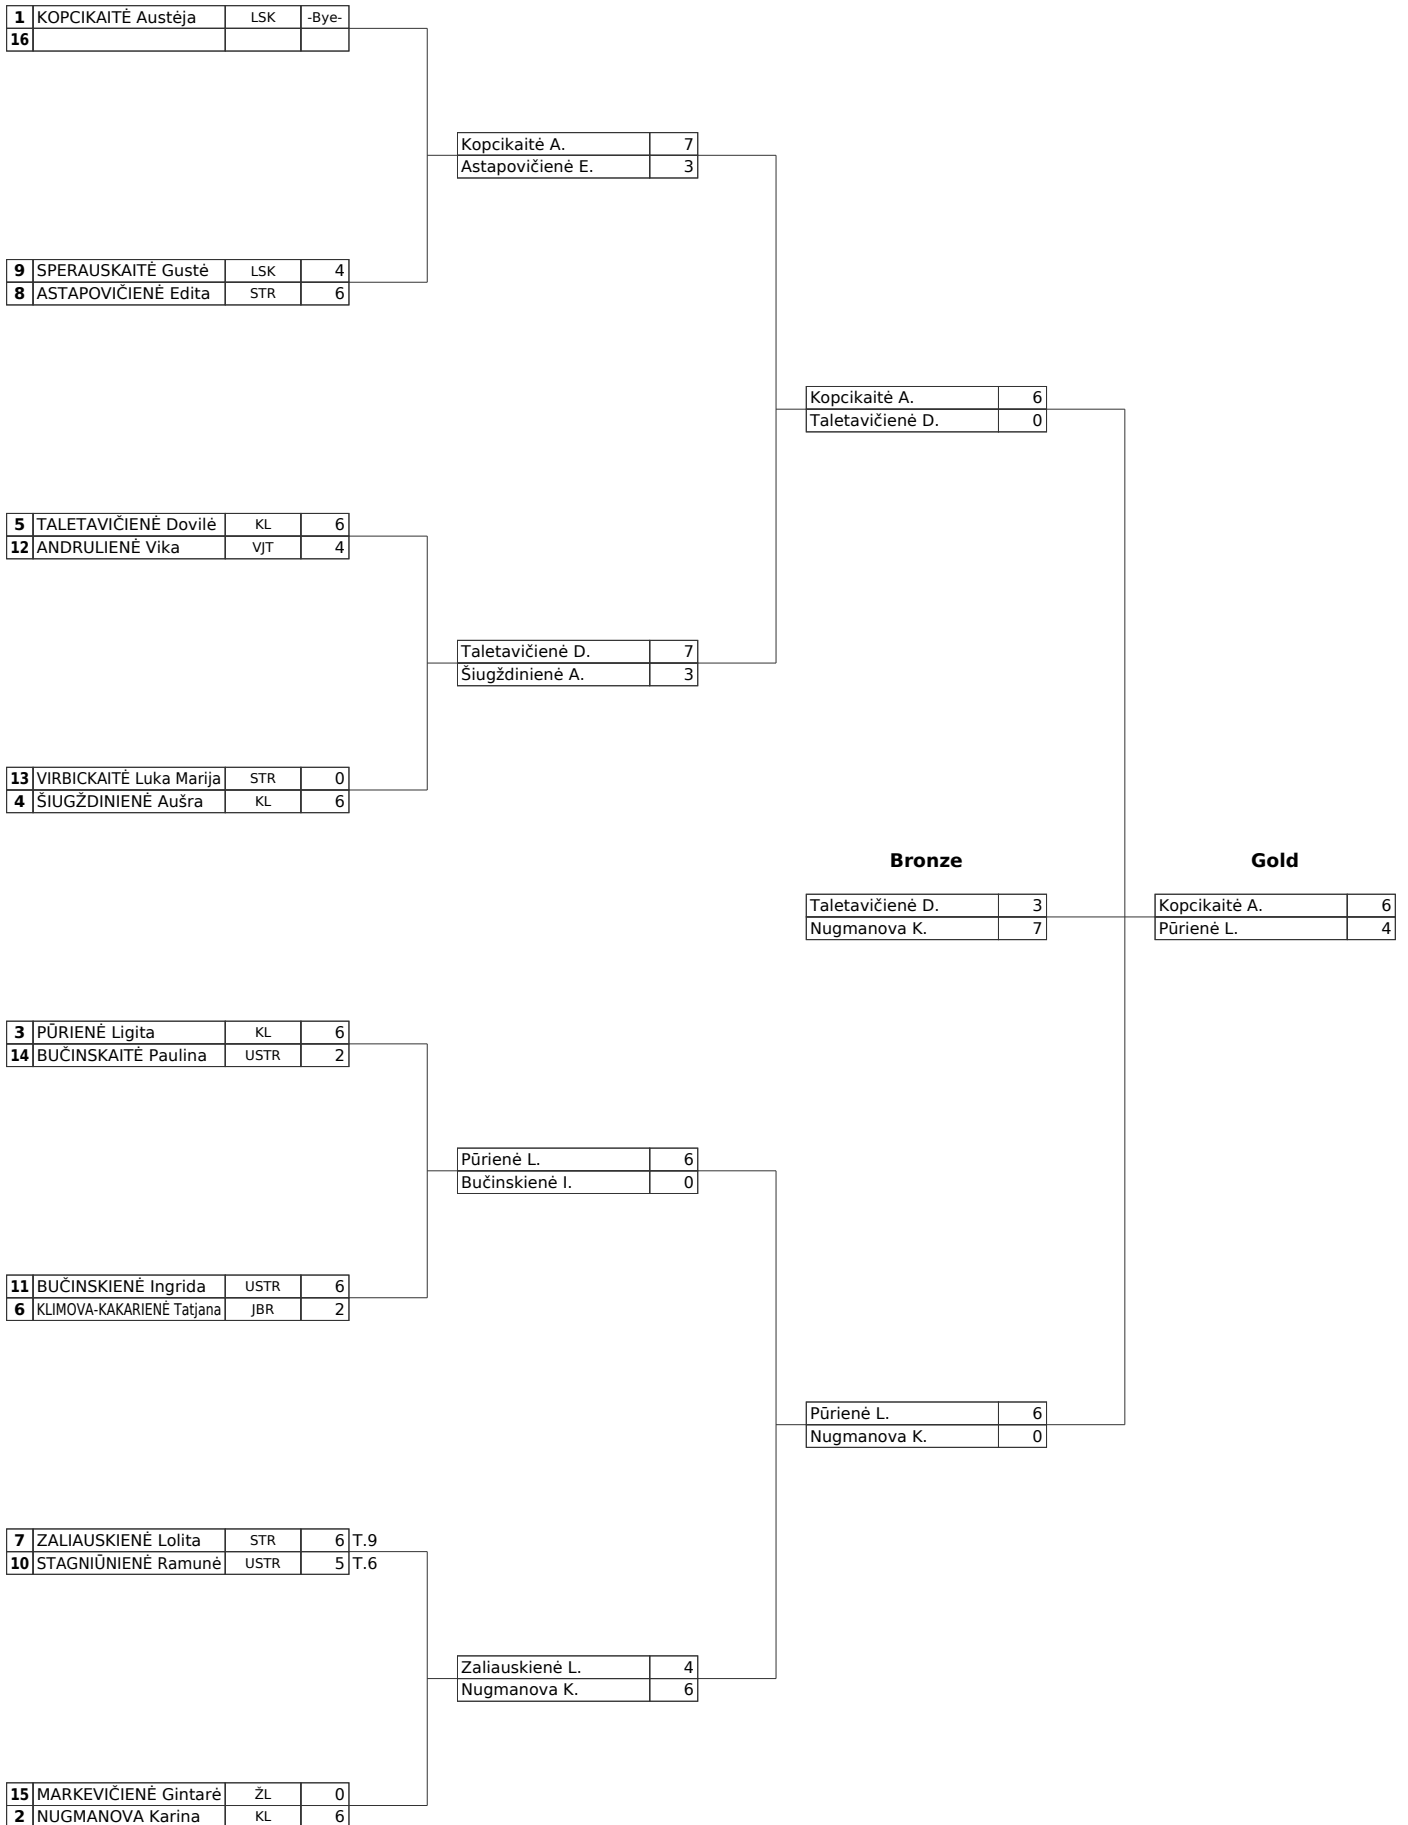 1 KOPCIKAITĖ Austėja LSK -Bye-
16
Kopcikaitė A. 7
Astapovičienė E. 3
9 SPERAUSKAITĖ Gustė LSK 4
8 ASTAPOVIČIENĖ Edita STR 6
Kopcikaitė A. 6
Taletavičienė D. 0
5 TALETAVIČIENĖ Dovilė KL 6
12 ANDRULIENĖ Vika VJT 4
Taletavičienė D. 7
Šiugždinienė A. 3
13 VIRBICKAITĖ Luka Marija STR 0
4 ŠIUGŽDINIENĖ Aušra KL 6
Bronze Gold
Taletavičienė D. 3 Kopcikaitė A. 6
Nugmanova K. 7 Pūrienė L. 4
3 PŪRIENĖ Ligita KL 6
14 BUČINSKAITĖ Paulina USTR 2
Pūrienė L. 6
Bučinskienė I. 0
11 BUČINSKIENĖ Ingrida USTR 6
6 KLIMOVA-KAKARIENĖ Tatjana JBR 2
Pūrienė L. 6
Nugmanova K. 0
7 ZALIAUSKIENĖ Lolita STR 6 T.9
10 STAGNIŪNIENĖ Ramunė USTR 5 T.6
Zaliauskienė L. 4
Nugmanova K. 6
15 MARKEVIČIENĖ Gintarė ŽL 0
2 NUGMANOVA Karina KL 6